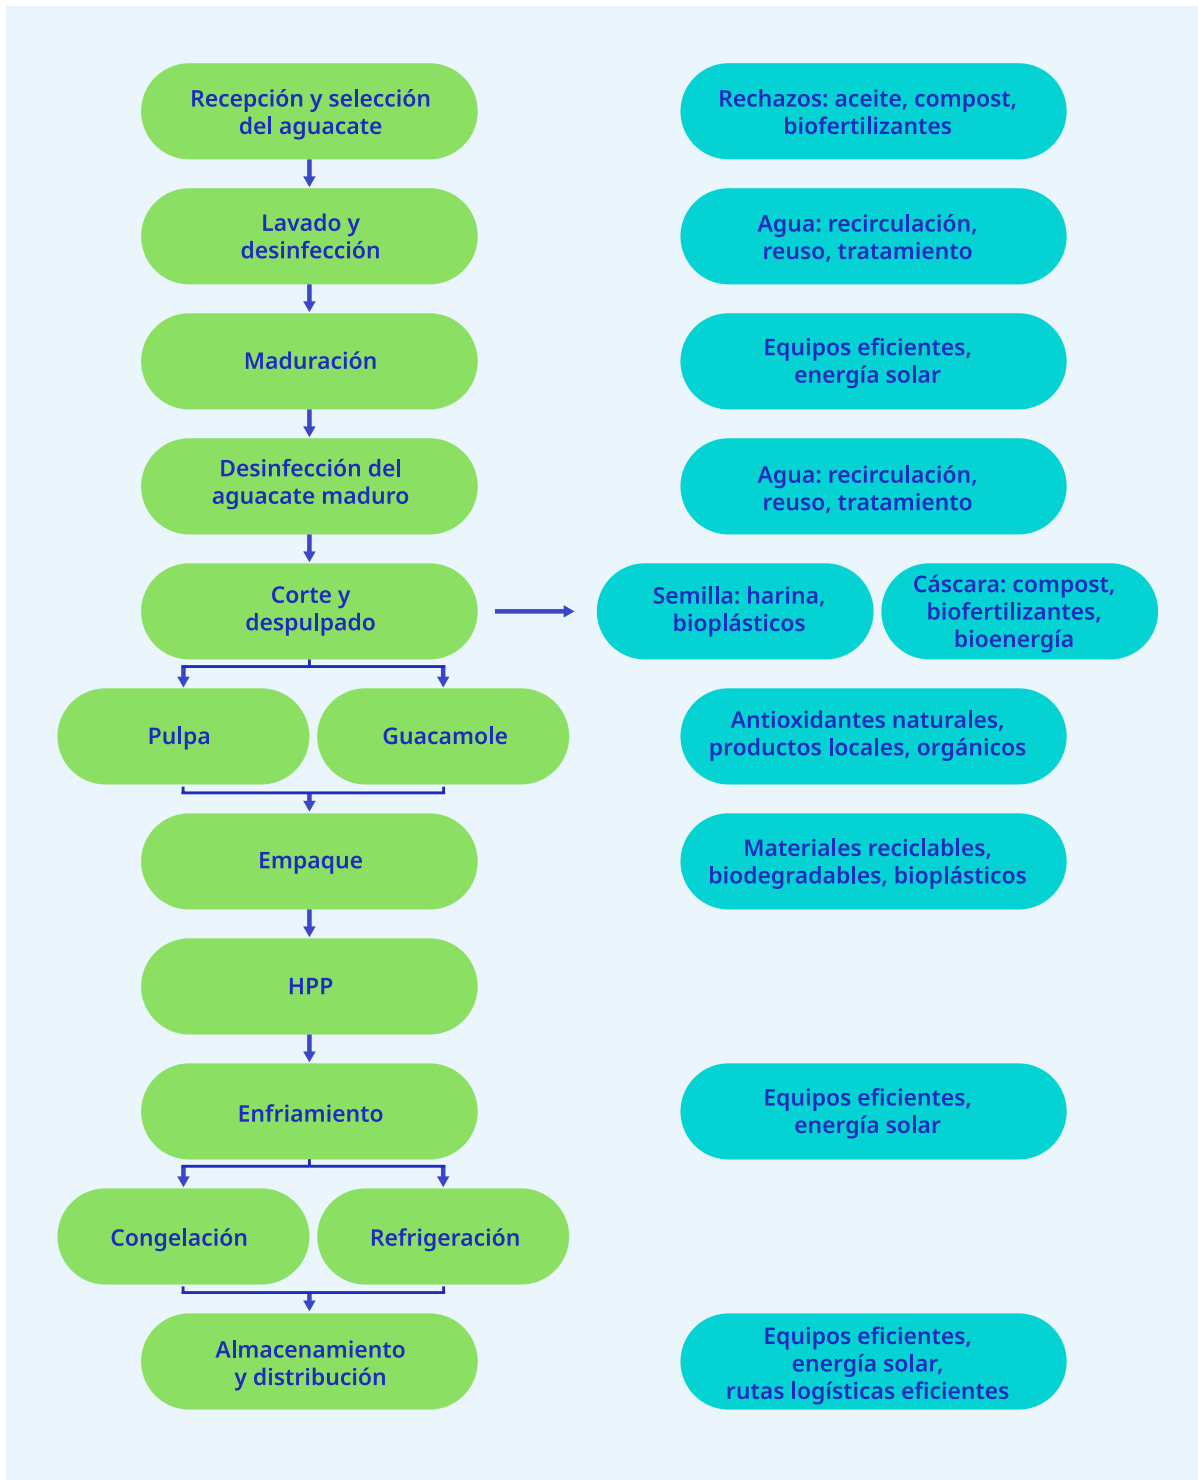 Recepción y selección
del aguacate
Rechazos: aceite, compost,
biofertilizantes
Lavado y
desinfección
Agua: recirculación,
reuso, tratamiento
Maduración
Equipos eficientes,
energía solar
Desinfección del
aguacate maduro
Agua: recirculación,
reuso, tratamiento
Corte y
despulpado
Semilla: harina,
bioplásticos
Cáscara: compost,
biofertilizantes,
bioenergía
Pulpa
Guacamole
Antioxidantes naturales,
productos locales, orgánicos
Empaque
Materiales reciclables,
biodegradables, bioplásticos
HPP
Enfriamiento
Equipos eficientes,
energía solar
Congelación
Refrigeración
Almacenamiento
y distribución
Equipos eficientes,
energía solar,
rutas logísticas eficientes